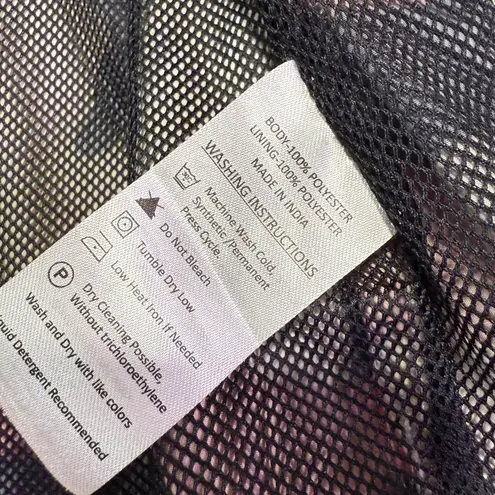 BODY-100% POLYESTER
LINING-100% POLYESTER
MADE IN INDIA
WASHING INSTRUCTIONS
Machine Wash Cold,
Synthetic /Permanent
Press Cycle.
Do Not Bleach
Tumble Dry Low
Low Heat Iron If Needed
P
Dry Cleaning Possible,
Without trichloroethylene
Wash and Dry with like colors
Detergent Recommended